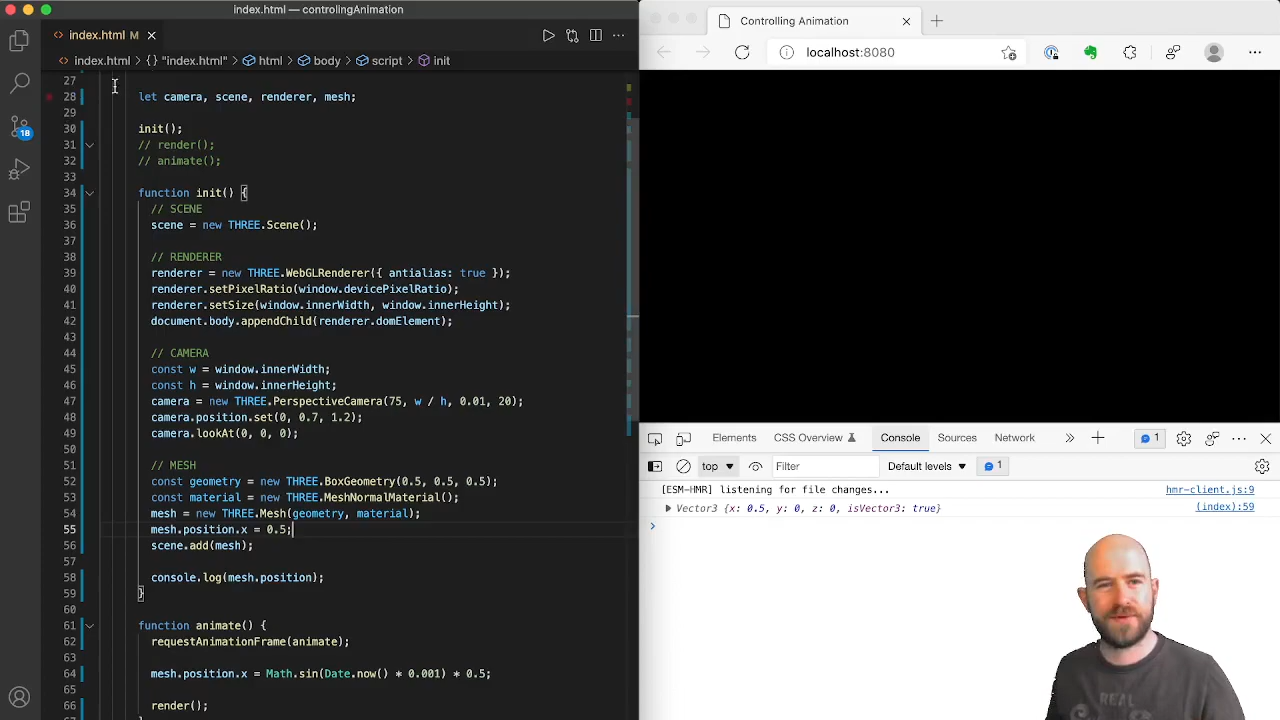 index.html — controlingAnimation
index.html M
index.html > {} "index.html" > html > body > script > init
18
27
28 let camera, scene, renderer, mesh;
29
30 init();
31 // render();
32 // animate();
33
34 function init() {
35 // SCENE
36 scene = new THREE.Scene();
37
38 // RENDERER
39 renderer = new THREE.WebGLRenderer({ antialias: true });
40 renderer.setPixelRatio(window.devicePixelRatio);
41 renderer.setSize(window.innerWidth, window.innerHeight);
42 document.body.appendChild(renderer.domElement);
43
44 // CAMERA
45 const w = window.innerWidth;
46 const h = window.innerHeight;
47 camera = new THREE.PerspectiveCamera(75, w / h, 0.01, 20);
48 camera.position.set(0, 0.7, 1.2);
49 camera.lookAt(0, 0, 0);
50
51 // MESH
52 const geometry = new THREE.BoxGeometry(0.5, 0.5, 0.5);
53 const material = new THREE.MeshNormalMaterial();
54 mesh = new THREE.Mesh(geometry, material);
55 mesh.position.x = 0.5;
56 scene.add(mesh);
57
58 console.log(mesh.position);
59 }
60
61 function animate() {
62 requestAnimationFrame(animate);
63
64 mesh.position.x = Math.sin(Date.now() * 0.001) * 0.5;
65
66 render();
Controlling Animation
localhost:8080
Elements CSS Overview Console Sources Network 1
top Filter Default levels 1
[ESM-HMR] listening for file changes... hmr-client.js:9
Vector3 {x: 0.5, y: 0, z: 0, isVector3: true} (index):59
REAL